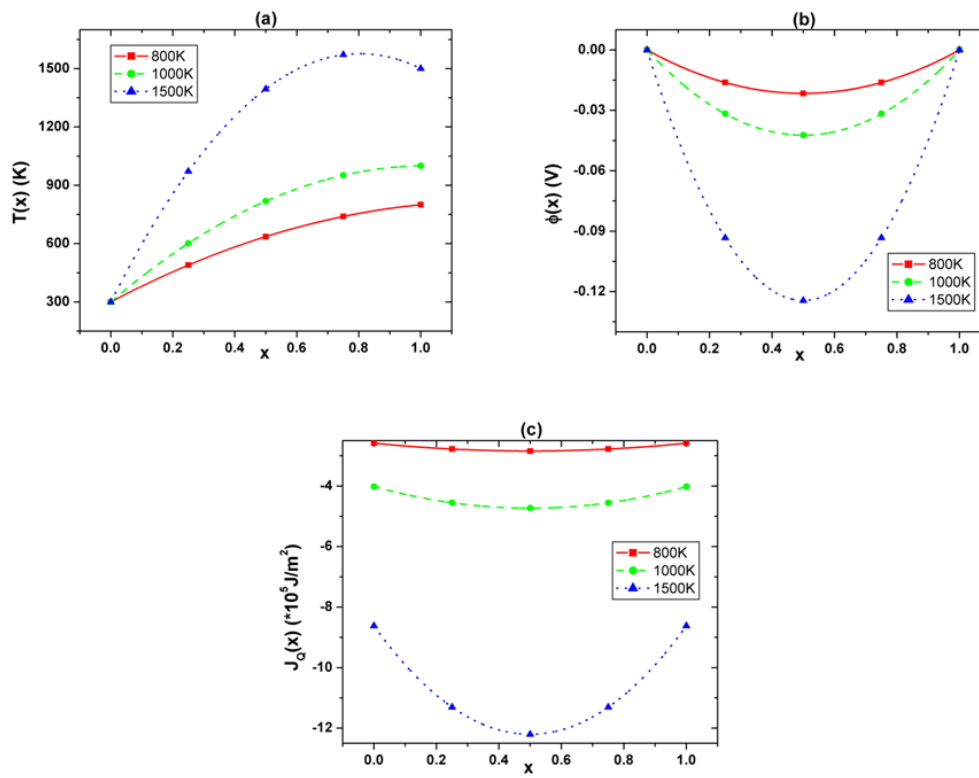 (a)
800K
1000K
1500K
1500
1200
900
600
300
T(x) (K)
0.0 0.2 0.4 0.6 0.8 1.0
x
(b)
0.00
-0.03
-0.06
-0.09
-0.12
ϕ(x) (V)
800K
1000K
1500K
0.0 0.2 0.4 0.6 0.8 1.0
x
(c)
-4
-6
-8
-10
-12
J_Q(x) (*10⁵J/m²)
800K
1000K
1500K
0.0 0.2 0.4 0.6 0.8 1.0
x